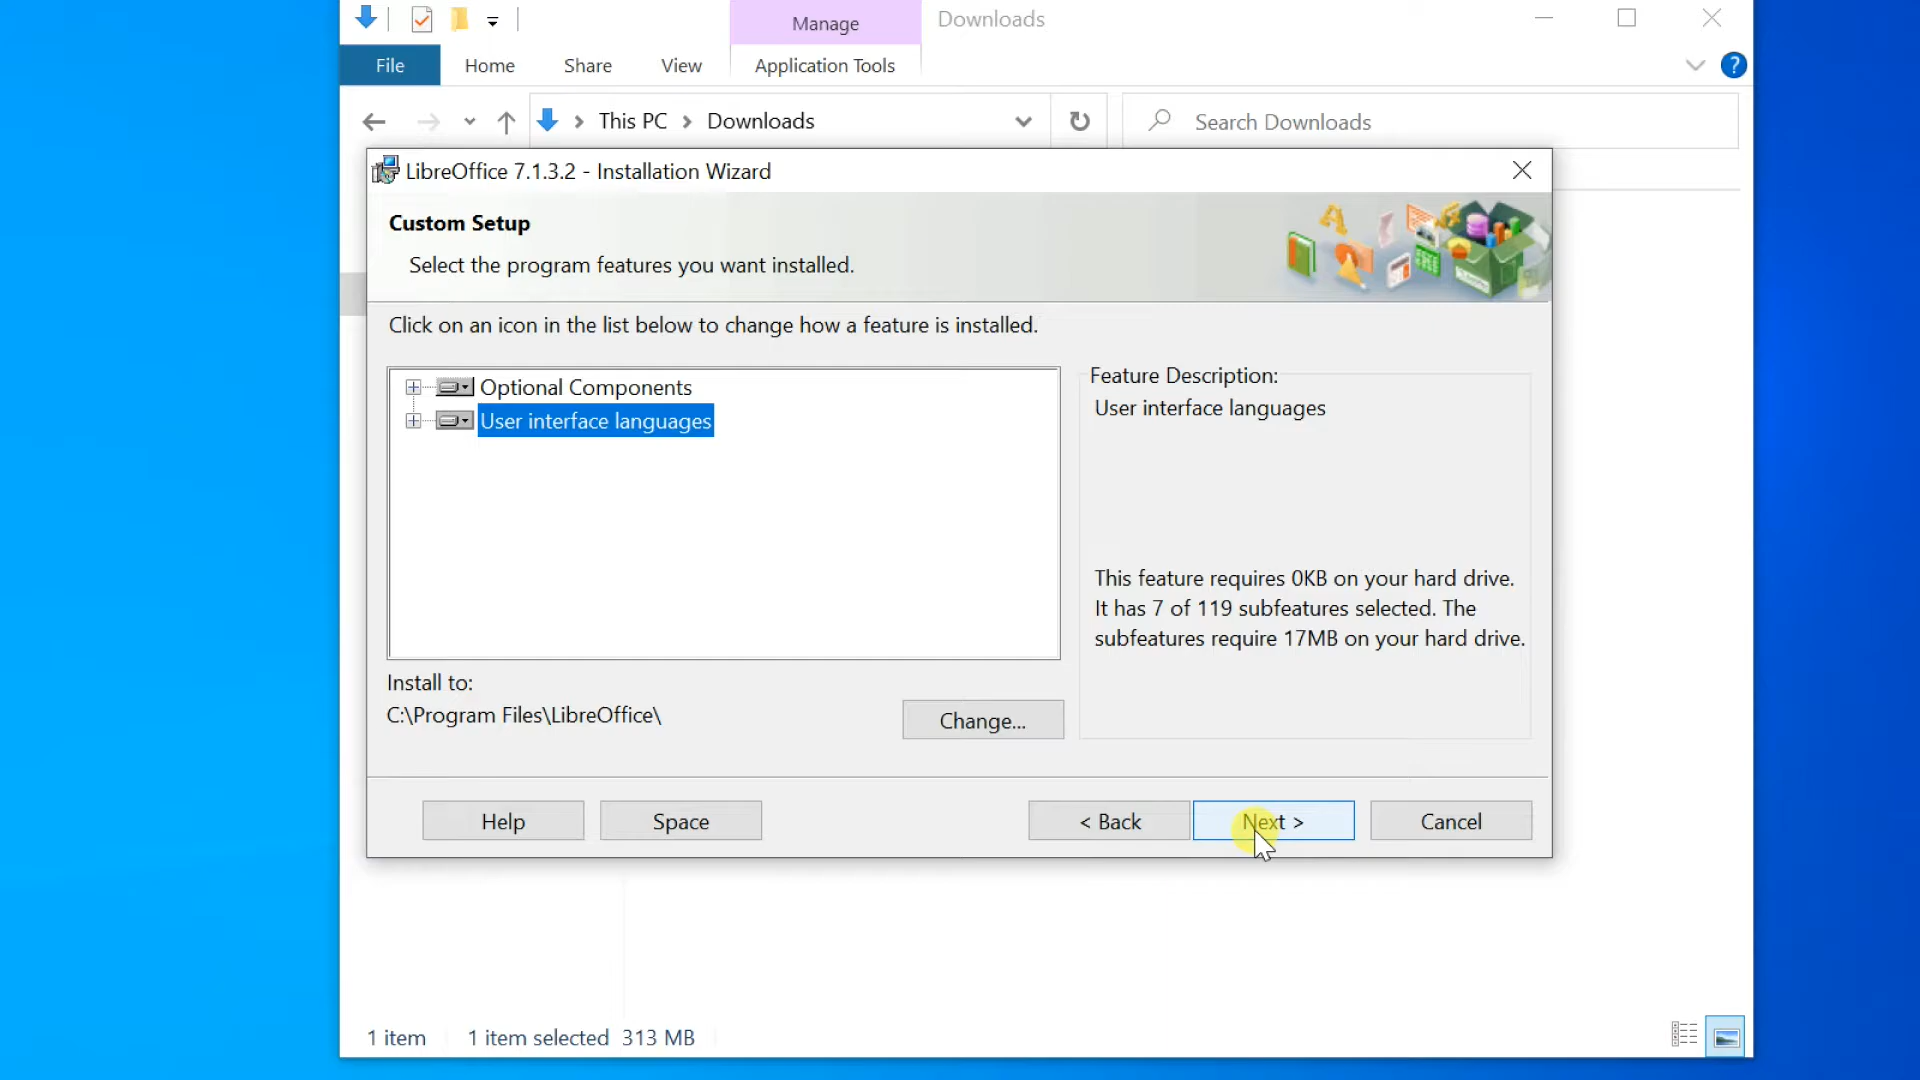 Manage
Downloads
File
Home
Share
View
Application Tools
?
This PC
Downloads
Search Downloads
LibreOffice 7.1.3.2 - Installation Wizard
Custom Setup
Select the program features you want installed.
Click on an icon in the list below to change how a feature is installed.
Optional Components
User interface languages
Feature Description:
User interface languages
This feature requires 0KB on your hard drive.
It has 7 of 119 subfeatures selected. The
subfeatures require 17MB on your hard drive.
Install to:
C:\Program Files\LibreOffice\
Change...
Help
Space
< Back
Next >
Cancel
1 item
1 item selected
313 MB